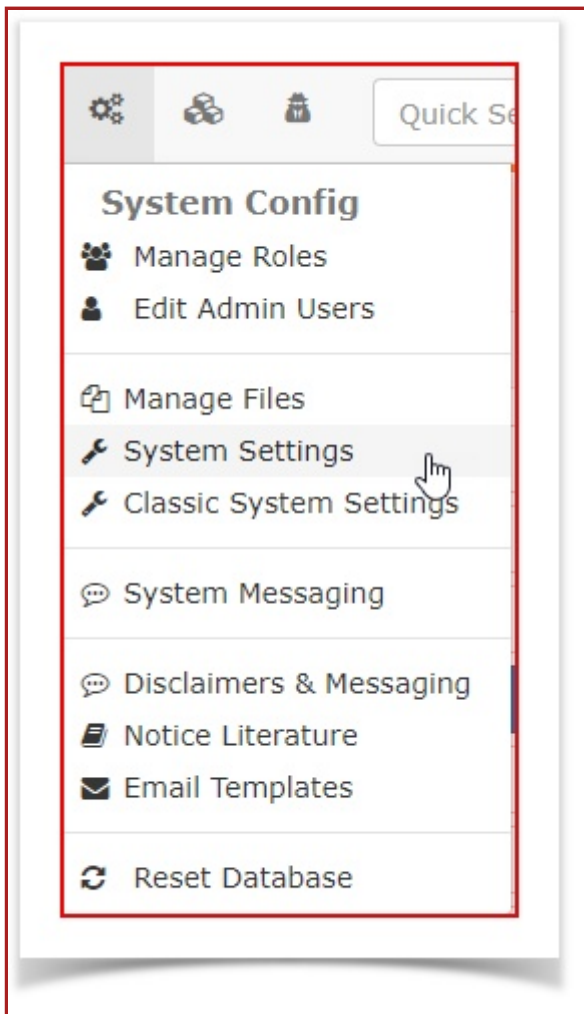 Quick Se
System Config
Manage Roles
Edit Admin Users
Manage Files
System Settings
Classic System Settings
System Messaging
Disclaimers & Messaging
Notice Literature
Email Templates
Reset Database